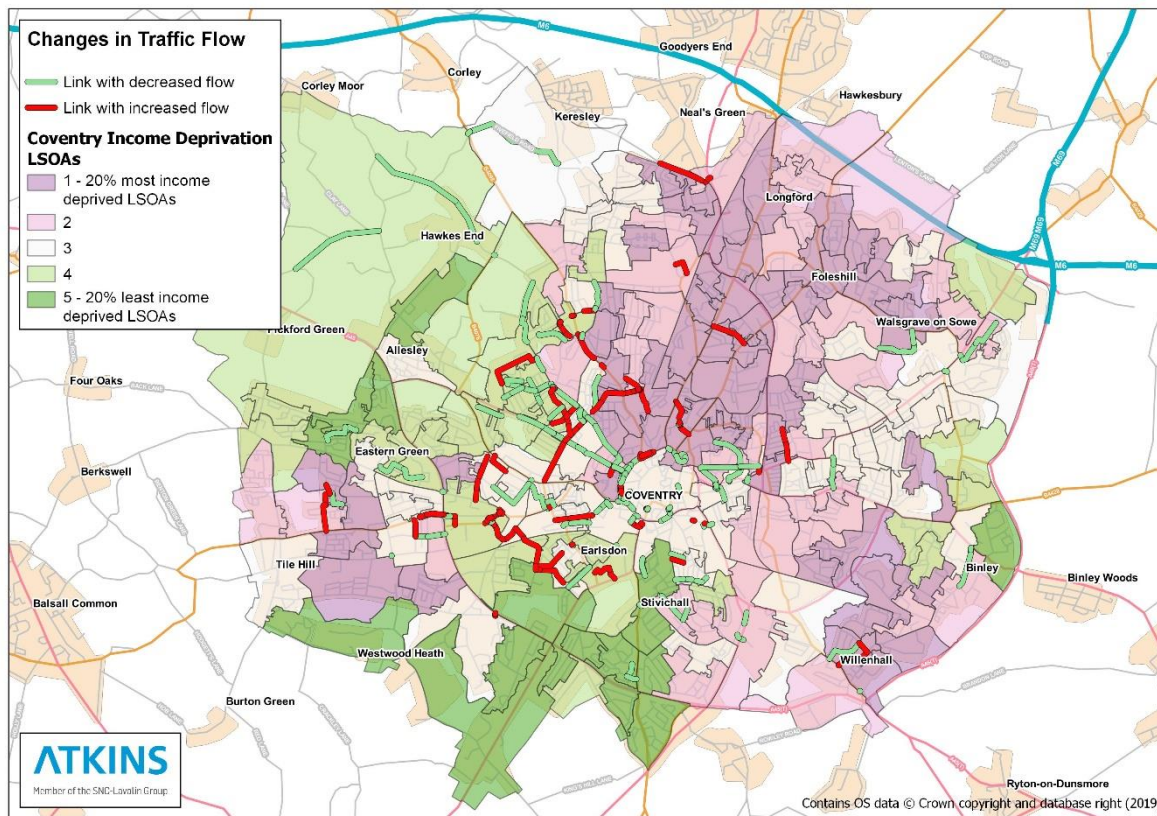 Changes in Traffic Flow
Link with decreased flow
Link with increased flow
Coventry Income Deprivation
LSOAs
1 - 20% most income
deprived LSOAs
2
3
4
5 - 20% least income
deprived LSOAs
M6
Goodyers End
Corley
Corley Moor
Hawkesbury
Keresley
Neal's Green
M69
Longford
Hawkes End
M69 M69
M6
M6
Foleshill
Pickford Green
Walsgrave on Sowe
Allesley
Four Oaks
Eastern Green
Berkswell
COVENTRY
Earlsdon
Tile Hill
Binley
Binley Woods
Balsall Common
Stivichall
Westwood Heath
Willenhall
Burton Green
ATKINS
Member of the SNC-Lavalin Group
Ryton-on-Dunsmore
Contains OS data © Crown copyright and database right (2019